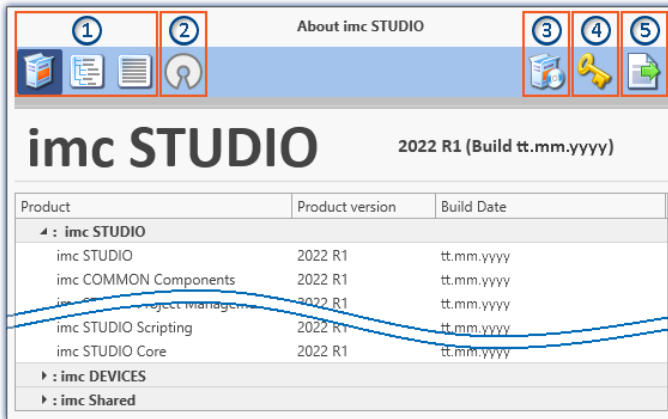 1 2 About imc STUDIO 3 4 5
imc STUDIO 2022 R1 (Build tt.mm.yyyy)
Product Product version Build Date
: imc STUDIO
imc STUDIO 2022 R1 tt.mm.yyyy
imc COMMON Components 2022 R1 tt.mm.yyyy
imc 2022 R1
imc STUDIO Scripting 2022 R1 tt.mm.yyyy
imc STUDIO Core 2022 R1 tt.mm.yyyy
: imc DEVICES
: imc Shared